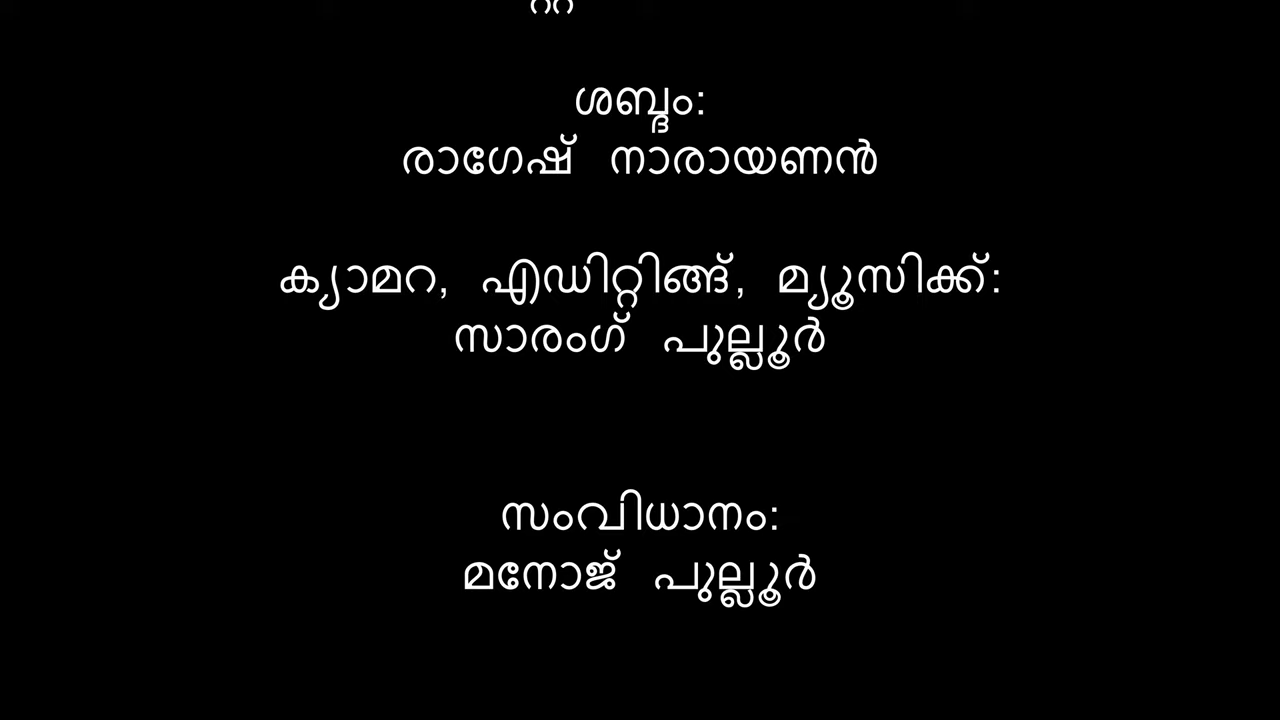 ശബ്ദം:
രാഗേഷ് നാരായണൻ
ക്യാമറ, എഡിറ്റിങ്ങ്, മ്യൂസിക്ക്:
സാരംഗ് പുല്ലൂർ
സംവിധാനം:
മനോജ് പുല്ലൂർ